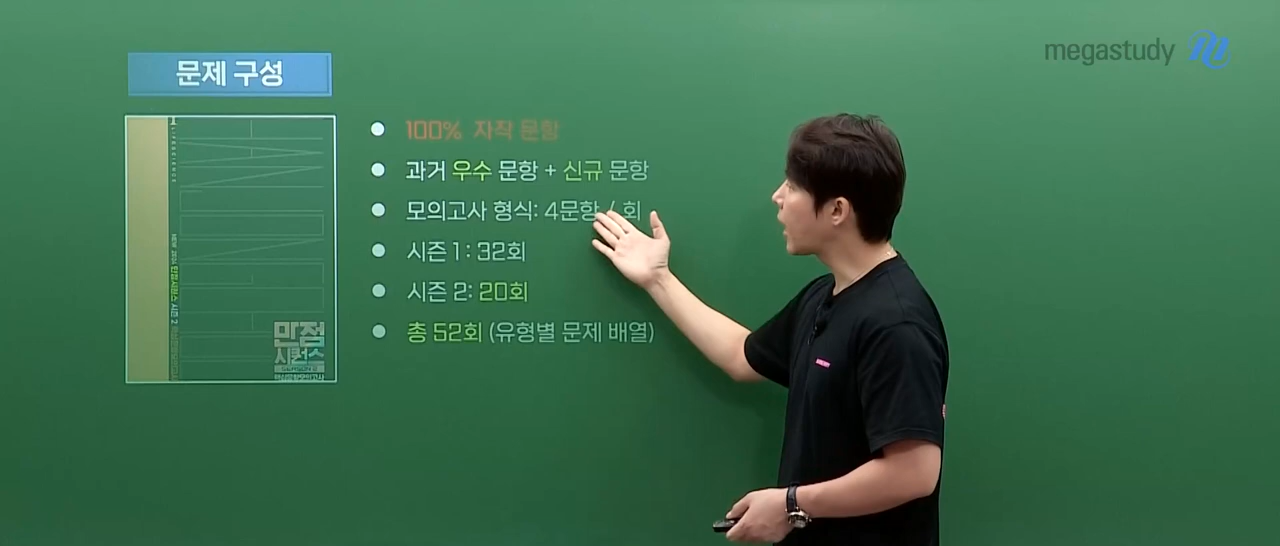 megastudy
문제 구성
100% 자작 문항
과거 우수 문항 + 신규 문항
모의고사 형식: 4문항 / 회
시즌 1: 32회
시즌 2: 20회
총 52회 (유형별 문제 배열)
만점
시리즈